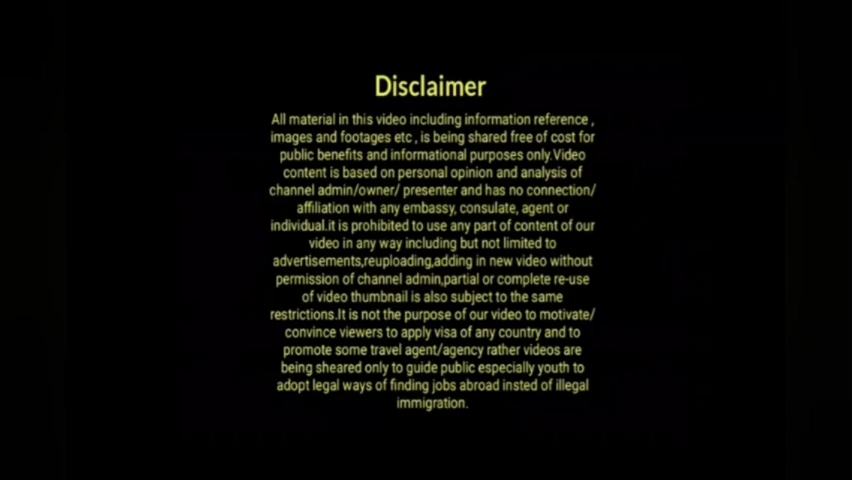 Disclaimer
All material in this video including information reference ,
images and footages etc , is being shared free of cost for
public benefits and informational purposes only.Video
content is based on personal opinion and analysis of
channel admin/owner/ presenter and has no connection/
affiliation with any embassy, consulate, agent or
individual.it is prohibited to use any part of content of our
video in any way including but not limited to
advertisements,reuploading,adding in new video without
permission of channel admin,partial or complete re-use
of video thumbnail is also subject to the same
restrictions.It is not the purpose of our video to motivate/
convince viewers to apply visa of any country and to
promote some travel agent/agency rather videos are
being sheared only to guide public especially youth to
adopt legal ways of finding jobs abroad insted of illegal
immigration.